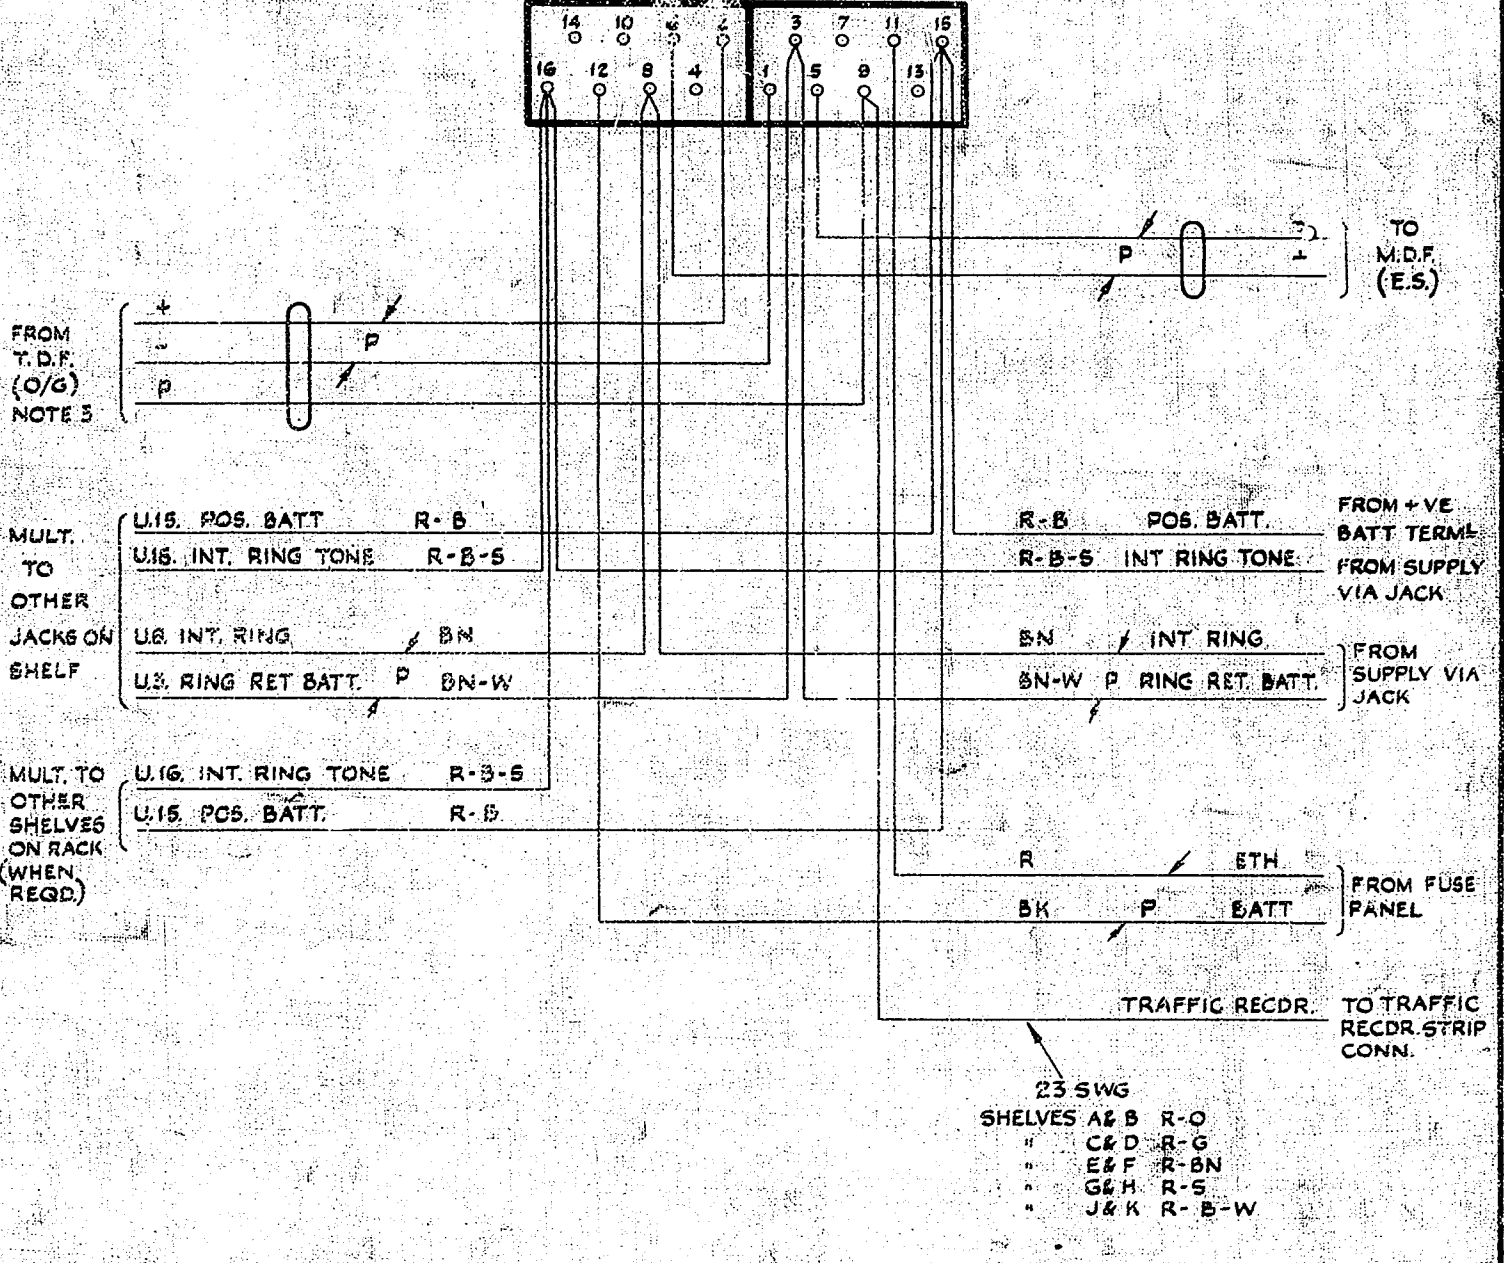 14 10 6 2 3 7 11 15
16 12 8 4 1 5 9 13
TO
M.D.F.
(E.S.)
P
+
-
P
FROM
T.D.F.
(O/G)
NOTE 3
P
MULT.
TO
OTHER
JACKS ON
SHELF
U.15. POS. BATT R-B
U.16. INT. RING TONE R-B-S
U.8. INT. RING BN
U.3. RING RET BATT. P BN-W
R-B POS. BATT.
R-B-S INT RING TONE
FROM +VE
BATT TERML
FROM SUPPLY
VIA JACK
BN INT RING
BN-W P RING RET. BATT.
FROM
SUPPLY VIA
JACK
MULT. TO
OTHER
SHELVES
ON RACK
(WHEN
REQD.)
U.16. INT. RING TONE R-B-S
U.15. POS. BATT. R-B
R ETH
BK P BATT
FROM FUSE
PANEL
TRAFFIC RECDR.
TO TRAFFIC
RECDR. STRIP
CONN.
23 SWG
SHELVES A & B R-O
" C & D R-G
" E & F R-BN
" G & H R-S
" J & K R-B-W